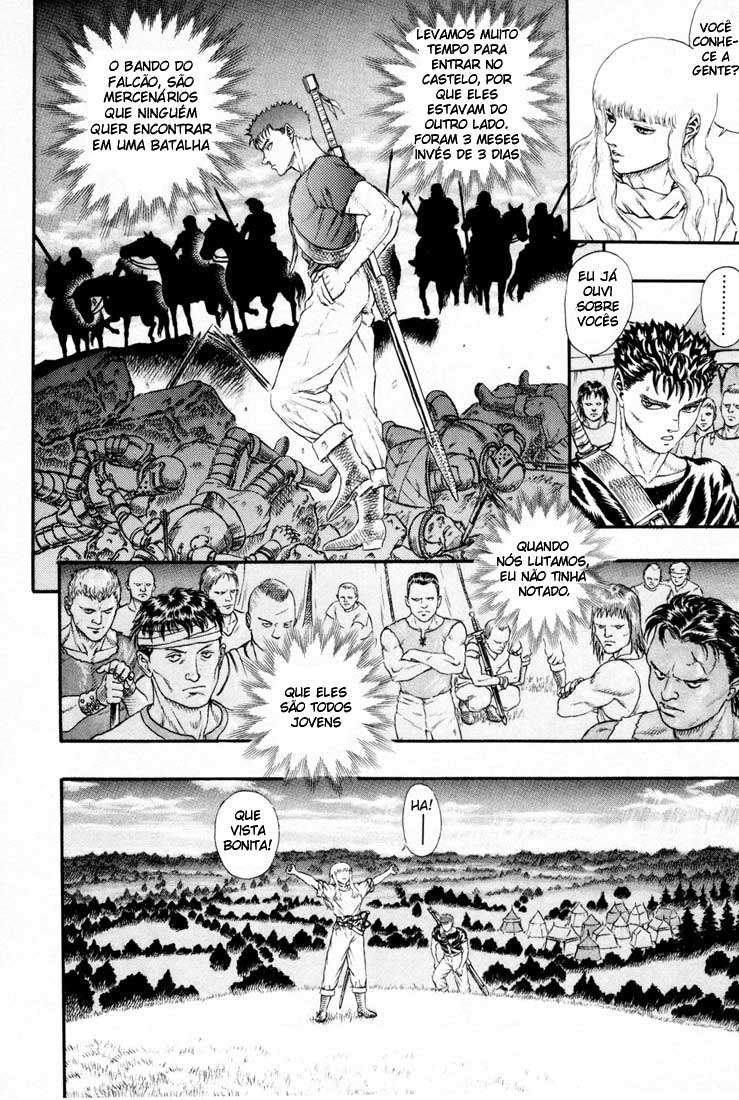 VOCÊ
CONHE-
CE A
GENTE?
.........
EU JÁ
OUVI
SOBRE
VOCÊS
LEVAMOS MUITO
TEMPO PARA
ENTRAR NO
CASTELO, POR
QUE ELES
ESTAVAM DO
OUTRO LADO.
FORAM 3 MESES
INVÉS DE 3 DIAS
O BANDO DO
FALCÃO, SÃO
MERCENÁRIOS
QUE NINGUÉM
QUER ENCONTRAR
EM UMA BATALHA
QUANDO
NÓS LUTAMOS,
EU NÃO TINHA
NOTADO.
QUE ELES
SÃO TODOS
JOVENS
HA!
QUE
VISTA
BONITA!